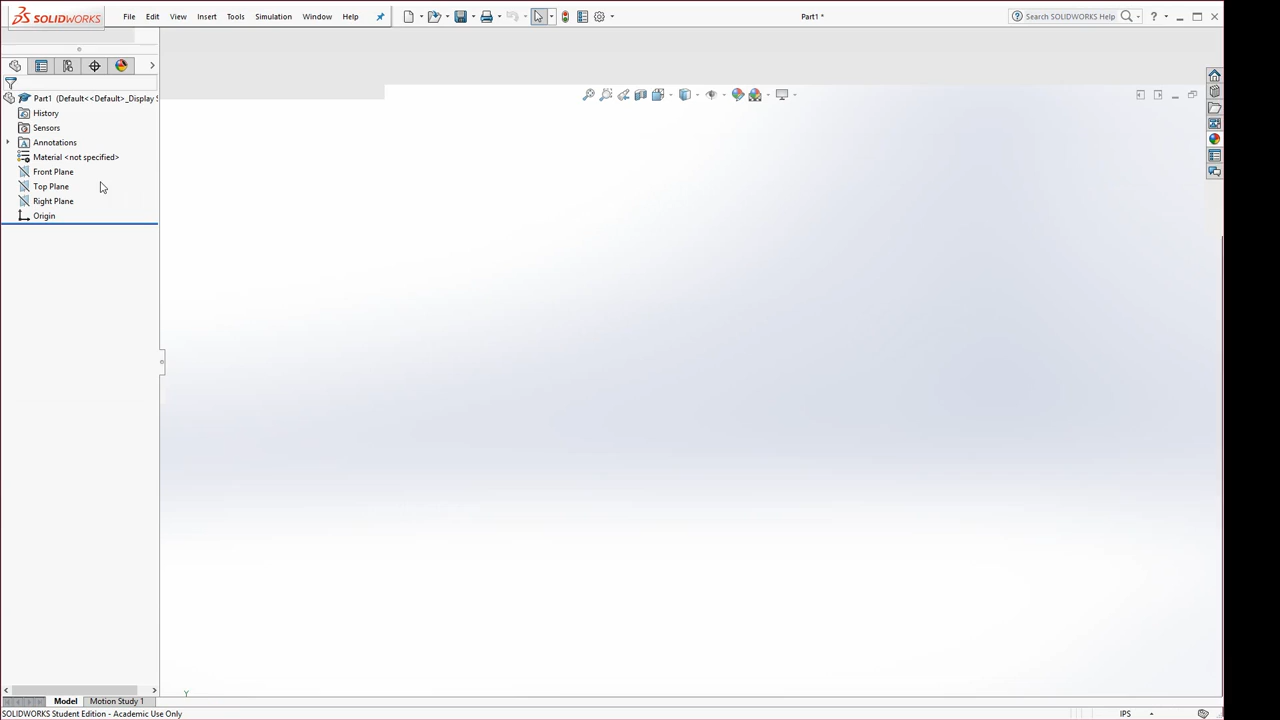 SOLIDWORKS File Edit View Insert Tools Simulation Window Help Part1 * Search SOLIDWORKS Help ?
Part1 (Default<<Default>_Display S
History
Sensors
Annotations
Material <not specified>
Front Plane
Top Plane
Right Plane
Origin
Y
Model Motion Study 1
SOLIDWORKS Student Edition - Academic Use Only IPS